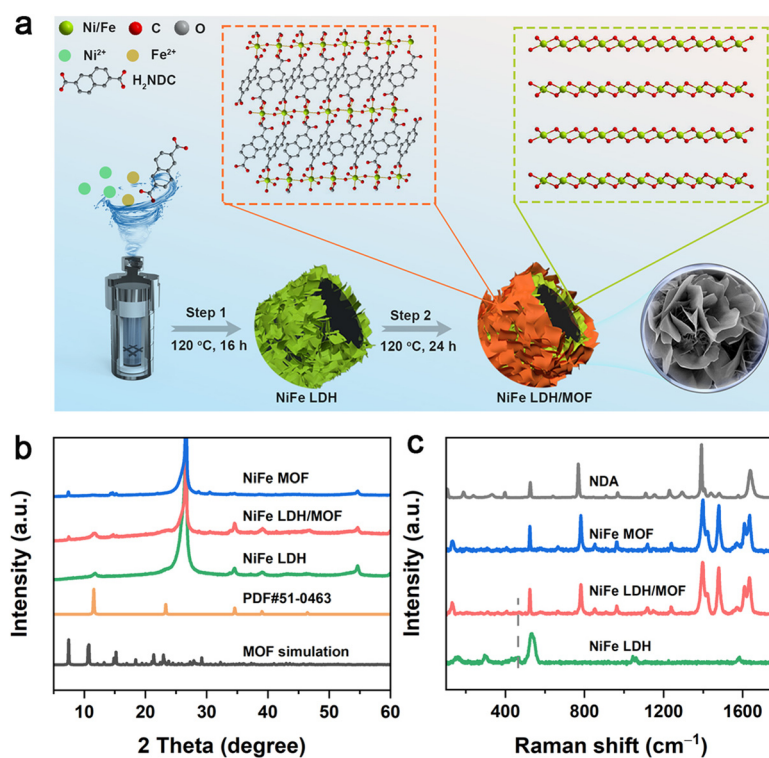 a
Ni/Fe
C
O
Ni²⁺
Fe²⁺
H₂NDC
Step 1
120 °C, 16 h
Step 2
120 °C, 24 h
NiFe LDH
NiFe LDH/MOF
b
Intensity (a.u.)
NiFe MOF
NiFe LDH/MOF
NiFe LDH
PDF#51-0463
MOF simulation
10 20 30 40 50 60
2 Theta (degree)
c
Intensity (a.u.)
NDA
NiFe MOF
NiFe LDH/MOF
NiFe LDH
400 800 1200 1600
Raman shift (cm⁻¹)